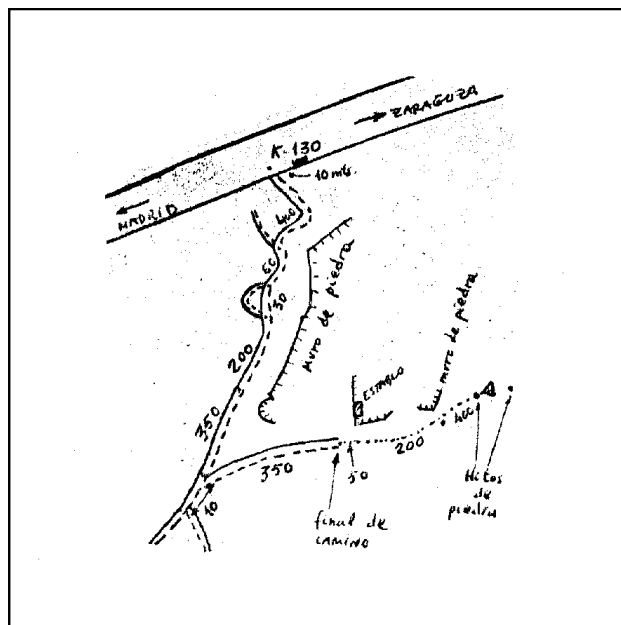 ZARAGOZA
K-130
10 mts.
MADRID
400
60
30
muro de piedra
muro de piedra
200
ESTABLO
350
400
200
350
50
Hitos
de
piedra
10
final de
CAMINO